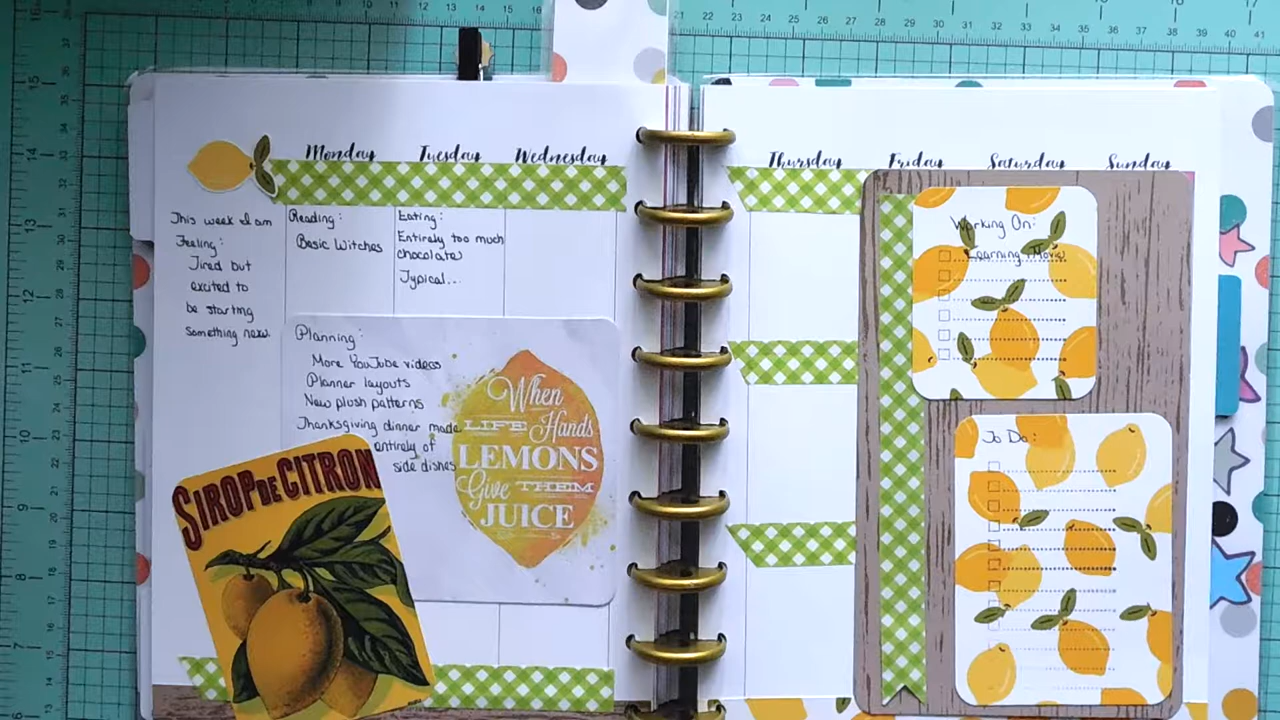 Monday Tuesday Wednesday
This week I am
Feeling:
Tired but
excited to
be starting
something new.
Reading:
Basic Witches
Eating:
Entirely too much
chocolate
Typical...
Planning:
More YouTube videos
Planner layouts
New plush patterns
Thanksgiving dinner made
entirely of
side dishes
When
LIFE Hands
LEMONS
Give THEM
JUICE
SIROP DE CITRON
Thursday Friday Saturday Sunday
Working On:
Learning iMovie
To Do: